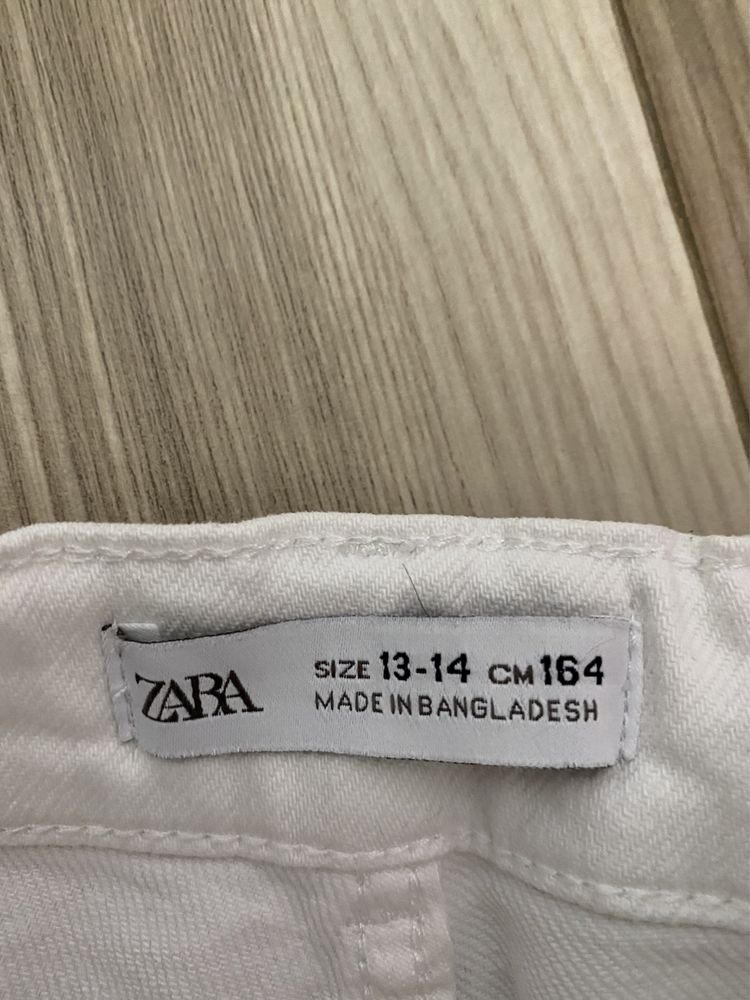 ZARA
SIZE 13-14 CM 164
MADE IN BANGLADESH